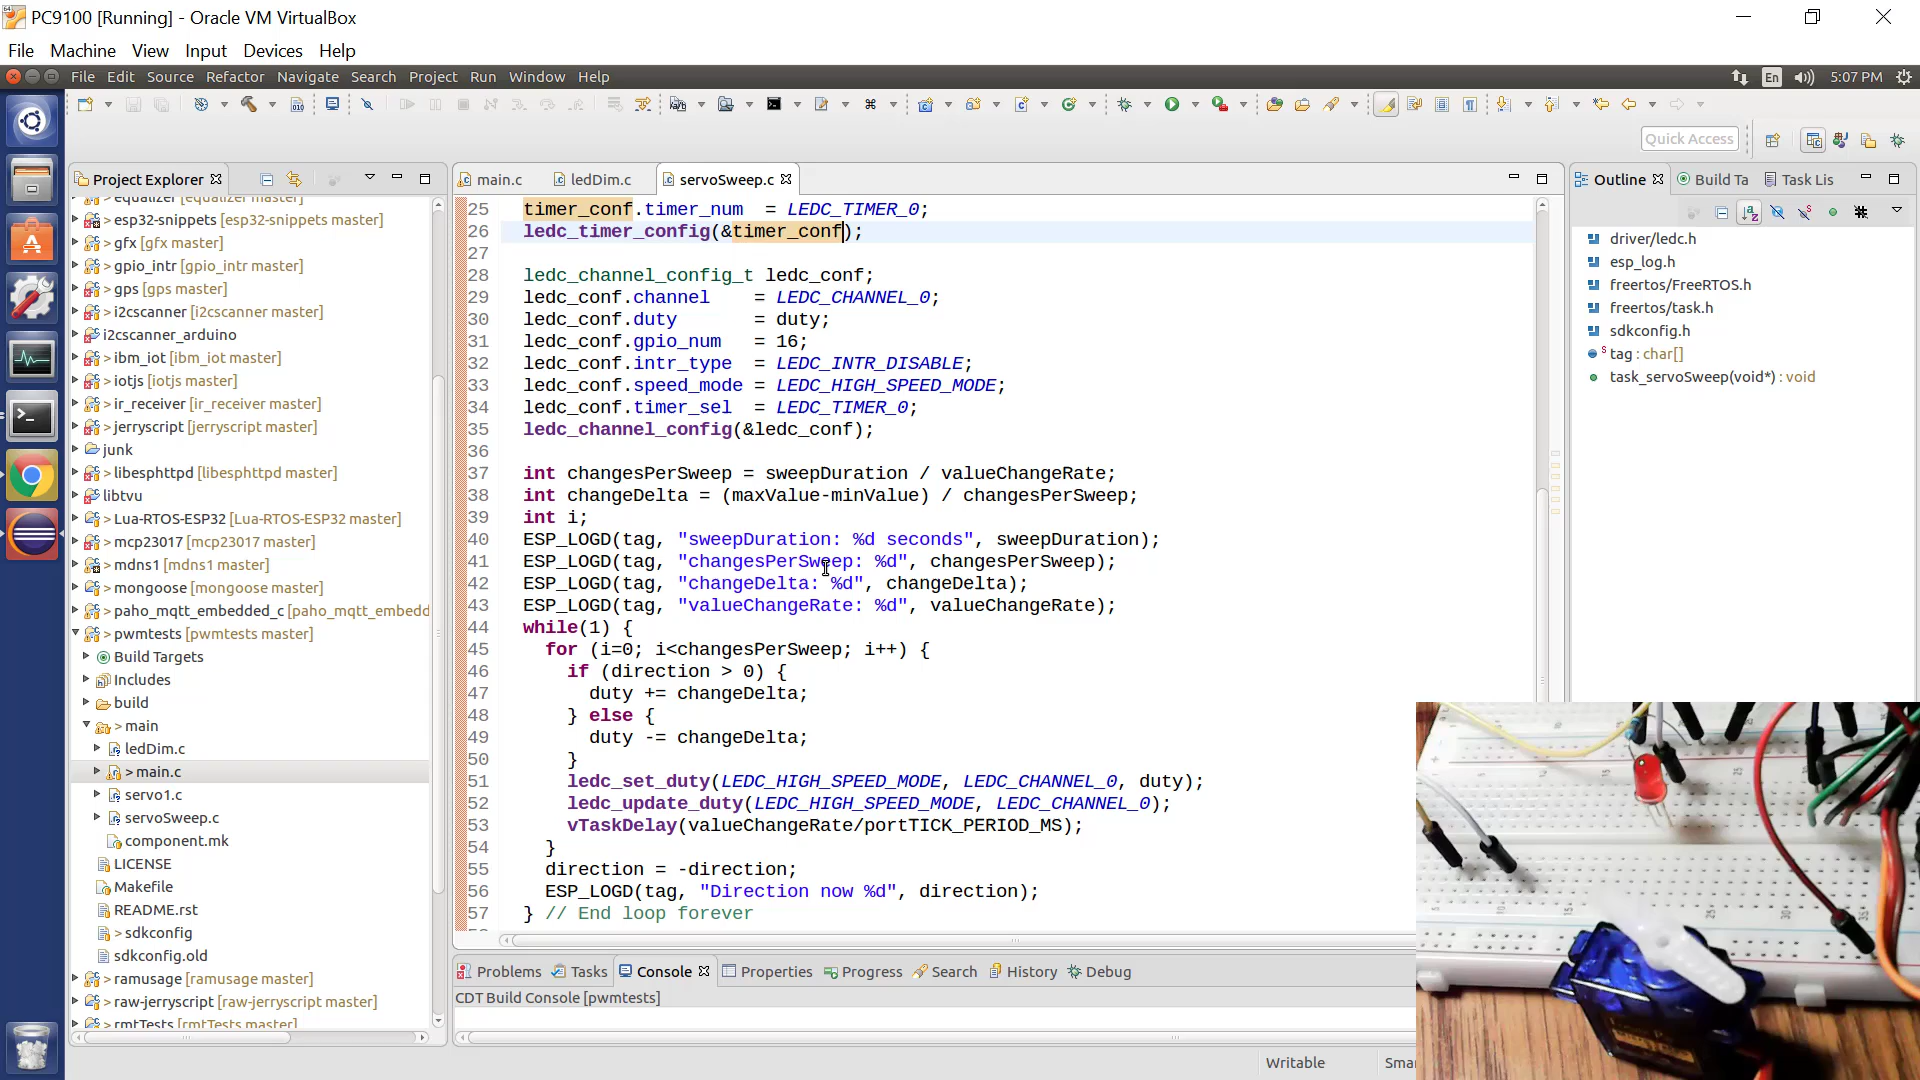 PC9100 [Running] - Oracle VM VirtualBox
File Machine View Input Devices Help
File Edit Source Refactor Navigate Search Project Run Window Help
En 5:07 PM
Quick Access
Project Explorer
equalizer [equalizer master]
> esp32-snippets [esp32-snippets master]
> gfx [gfx master]
> gpio_intr [gpio_intr master]
> gps [gps master]
> i2cscanner [i2cscanner master]
i2cscanner_arduino
> ibm_iot [ibm_iot master]
> iotjs [iotjs master]
> ir_receiver [ir_receiver master]
> jerryscript [jerryscript master]
junk
> libesphttpd [libesphttpd master]
libtvu
> Lua-RTOS-ESP32 [Lua-RTOS-ESP32 master]
> mcp23017 [mcp23017 master]
> mdns1 [mdns1 master]
> mongoose [mongoose master]
> paho_mqtt_embedded_c [paho_mqtt_embedd
> pwmtests [pwmtests master]
Build Targets
Includes
build
> main
ledDim.c
> main.c
servo1.c
servoSweep.c
component.mk
LICENSE
Makefile
README.rst
> sdkconfig
sdkconfig.old
> ramusage [ramusage master]
> raw-jerryscript [raw-jerryscript master]
> rmtTests [rmtTests master]
main.c ledDim.c servoSweep.c
25 timer_conf.timer_num  = LEDC_TIMER_0;
26 ledc_timer_config(&timer_conf);
27
28 ledc_channel_config_t ledc_conf;
29 ledc_conf.channel    = LEDC_CHANNEL_0;
30 ledc_conf.duty       = duty;
31 ledc_conf.gpio_num   = 16;
32 ledc_conf.intr_type  = LEDC_INTR_DISABLE;
33 ledc_conf.speed_mode = LEDC_HIGH_SPEED_MODE;
34 ledc_conf.timer_sel  = LEDC_TIMER_0;
35 ledc_channel_config(&ledc_conf);
36
37 int changesPerSweep = sweepDuration / valueChangeRate;
38 int changeDelta = (maxValue-minValue) / changesPerSweep;
39 int i;
40 ESP_LOGD(tag, "sweepDuration: %d seconds", sweepDuration);
41 ESP_LOGD(tag, "changesPerSweep: %d", changesPerSweep);
42 ESP_LOGD(tag, "changeDelta: %d", changeDelta);
43 ESP_LOGD(tag, "valueChangeRate: %d", valueChangeRate);
44 while(1) {
45   for (i=0; i<changesPerSweep; i++) {
46     if (direction > 0) {
47       duty += changeDelta;
48     } else {
49       duty -= changeDelta;
50     }
51     ledc_set_duty(LEDC_HIGH_SPEED_MODE, LEDC_CHANNEL_0, duty);
52     ledc_update_duty(LEDC_HIGH_SPEED_MODE, LEDC_CHANNEL_0);
53     vTaskDelay(valueChangeRate/portTICK_PERIOD_MS);
54   }
55   direction = -direction;
56   ESP_LOGD(tag, "Direction now %d", direction);
57 } // End loop forever
Problems Tasks Console Properties Progress Search History Debug
CDT Build Console [pwmtests]
Writable Smar
Outline Build Ta Task Lis
driver/ledc.h
esp_log.h
freertos/FreeRTOS.h
freertos/task.h
sdkconfig.h
tag : char[]
task_servoSweep(void*) : void